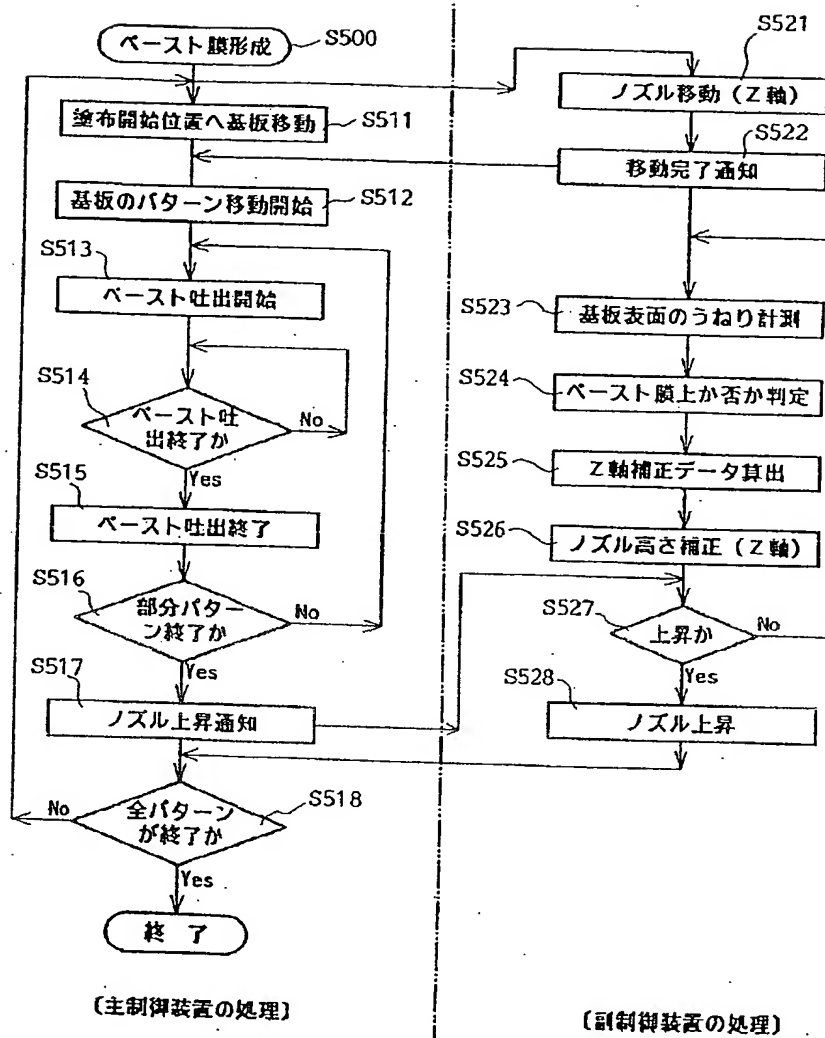 ペースト膜形成
S500
塗布開始位置へ基板移動
S511
基板のパターン移動開始
S512
S513
ペースト吐出開始
S514
ペースト吐
出終了か
No
Yes
S515
ペースト吐出終了
S516
部分パター
ン終了か
No
Yes
S517
ノズル上昇通知
No
全パターン
が終了か
S518
Yes
終 了
〔主制御装置の処理〕
S521
ノズル移動(Z軸)
S522
移動完了通知
S523
基板表面のうねり計測
S524
ペースト膜上か否か判定
S525
Z軸補正データ算出
S526
ノズル高さ補正(Z軸)
S527
上昇か
No
Yes
S528
ノズル上昇
〔副制御装置の処理〕